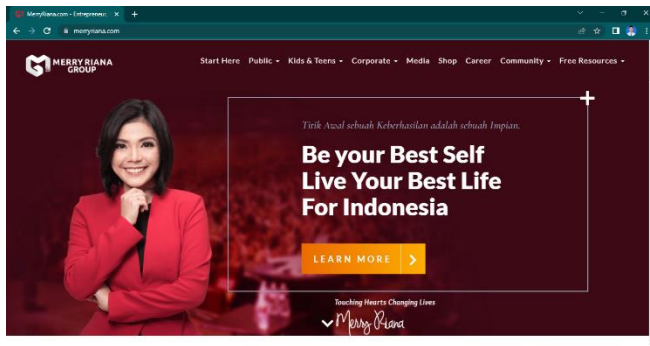 MerryRiana.com - Entrepreneur,
merryriana.com
MERRY RIANA
GROUP
Start Here Public Kids & Teens Corporate Media Shop Career Community Free Resources
Titik Awal sebuah Keberhasilan adalah sebuah Impian.
Be your Best Self
Live Your Best Life
For Indonesia
LEARN MORE
Touching Hearts Changing Lives
Merry Riana